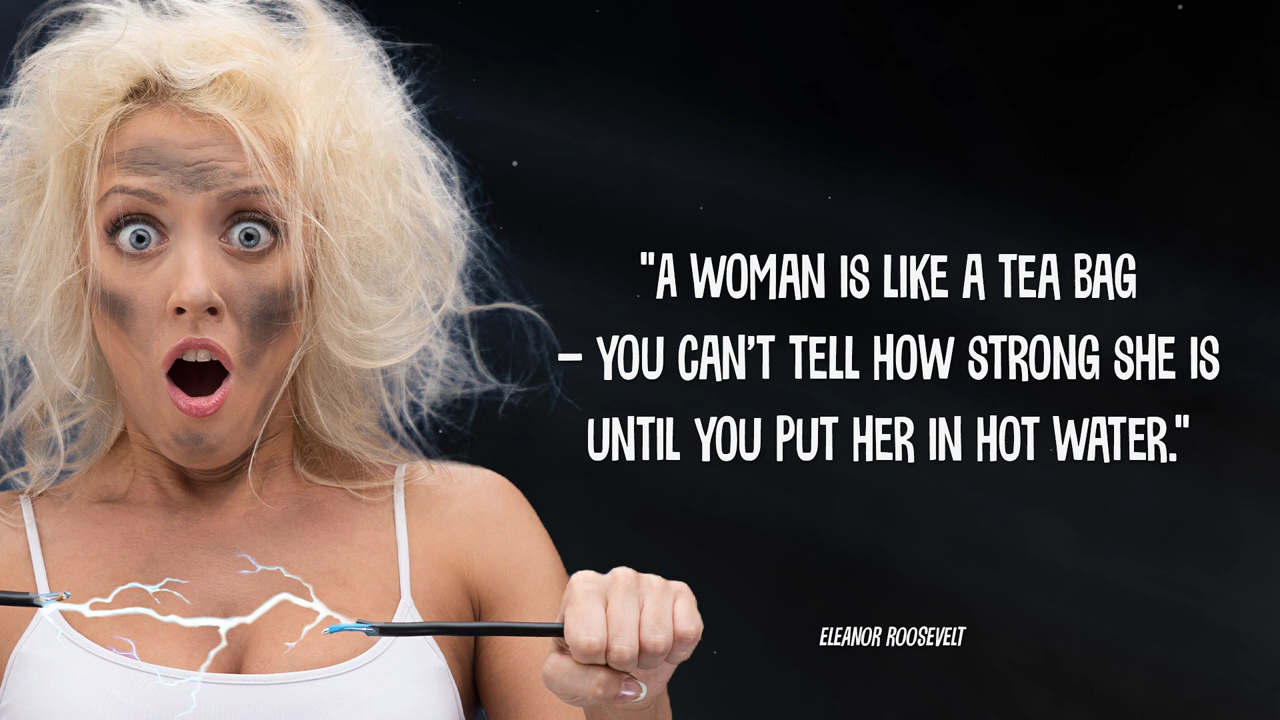 "A WOMAN IS LIKE A TEA BAG
– YOU CAN'T TELL HOW STRONG SHE IS
UNTIL YOU PUT HER IN HOT WATER."
ELEANOR ROOSEVELT